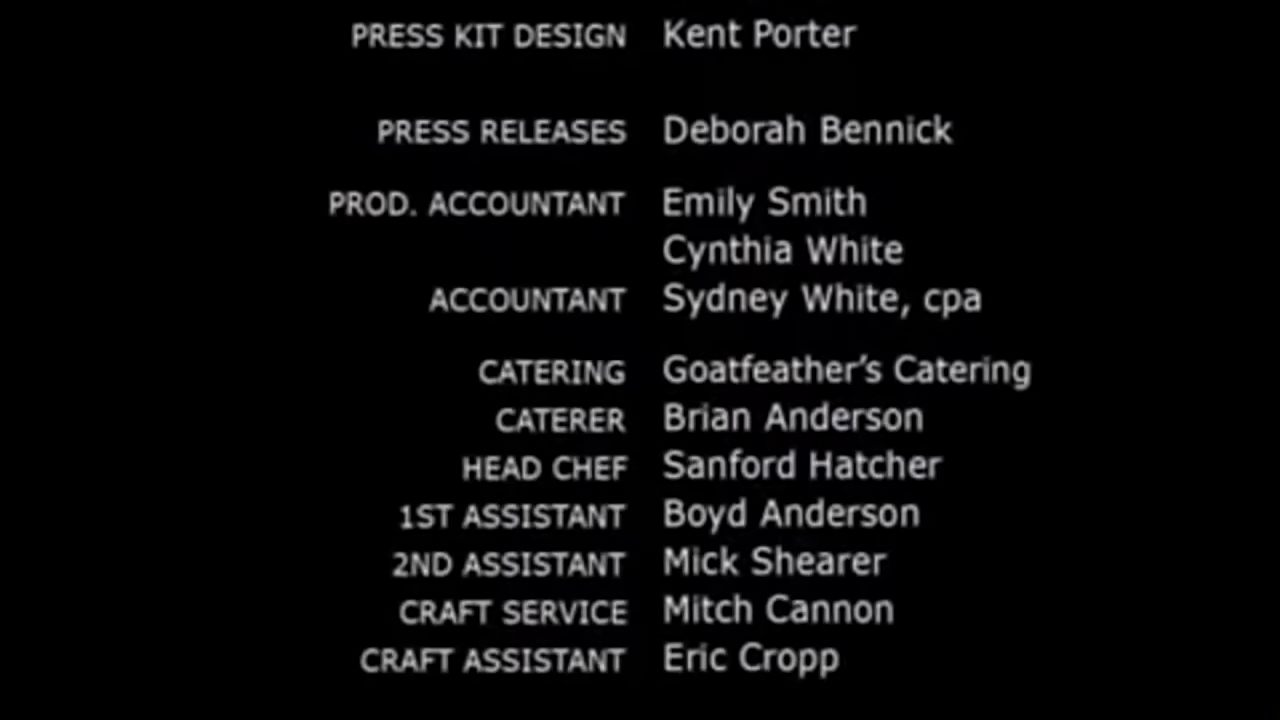 PRESS KIT DESIGN Kent Porter
PRESS RELEASES Deborah Bennick
PROD. ACCOUNTANT Emily Smith
Cynthia White
ACCOUNTANT Sydney White, cpa
CATERING Goatfeather's Catering
CATERER Brian Anderson
HEAD CHEF Sanford Hatcher
1ST ASSISTANT Boyd Anderson
2ND ASSISTANT Mick Shearer
CRAFT SERVICE Mitch Cannon
CRAFT ASSISTANT Eric Cropp